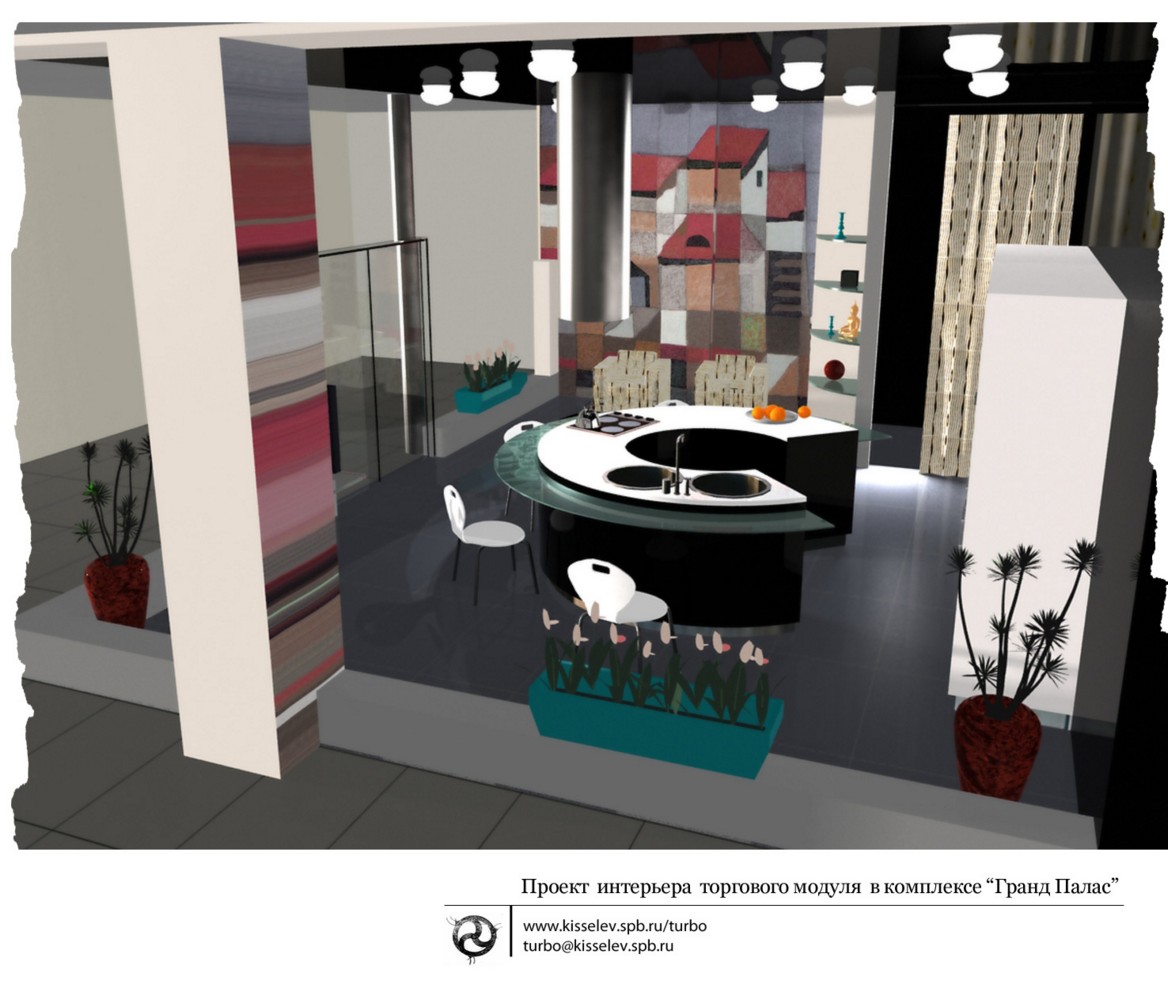 Проект интерьера торгового модуля в комплексе “Гранд Палас”
www.kisselev.spb.ru/turbo
turbo@kisselev.spb.ru